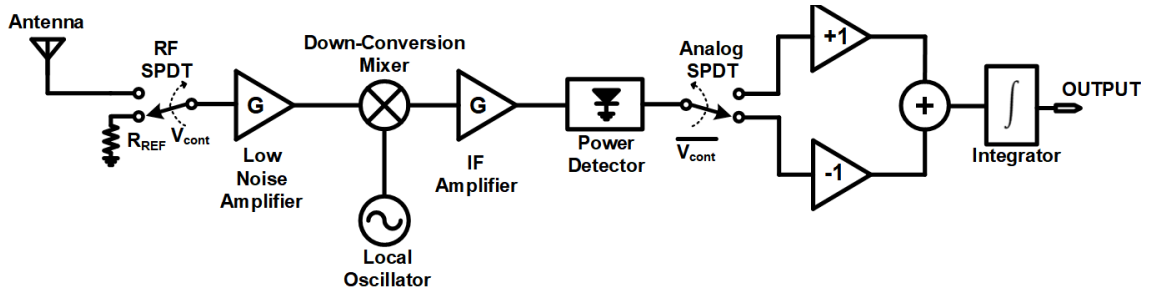 Antenna
RF
SPDT
V_cont
R_REF
G
Low
Noise
Amplifier
Down-Conversion
Mixer
Local
Oscillator
G
IF
Amplifier
Power
Detector
Analog
SPDT
V_cont
+1
-1
+
∫
Integrator
OUTPUT